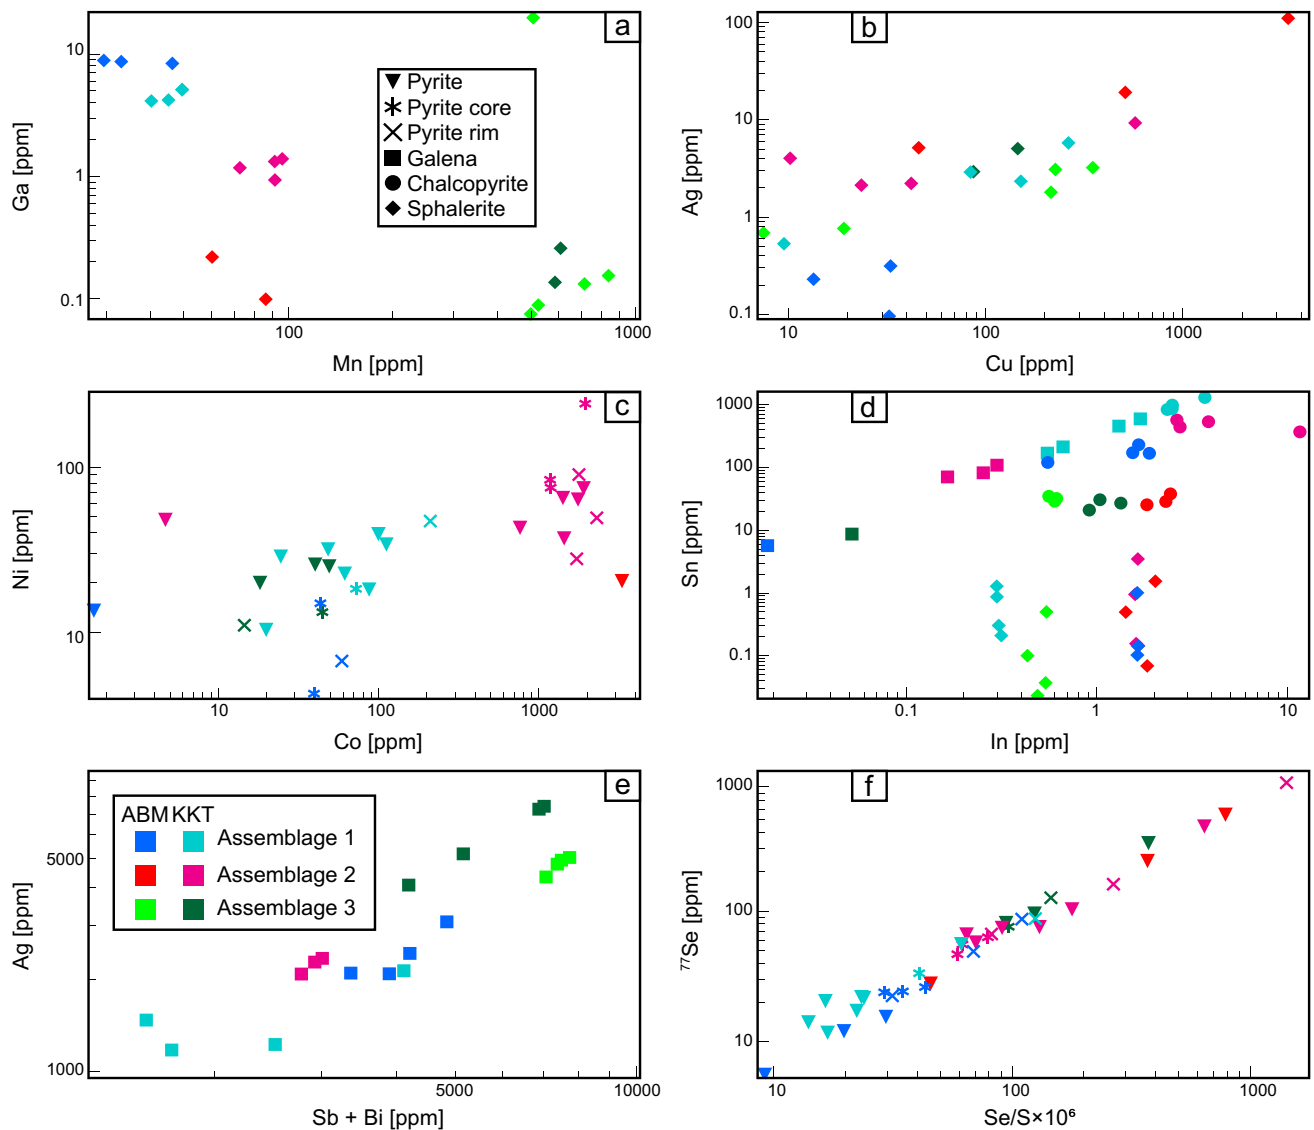 a
10
1
0.1
Ga [ppm]
100
1000
Mn [ppm]
Pyrite
Pyrite core
Pyrite rim
Galena
Chalcopyrite
Sphalerite
b
100
10
1
0.1
Ag [ppm]
10
100
1000
Cu [ppm]
c
100
10
Ni [ppm]
10
100
1000
Co [ppm]
d
1000
100
10
1
0.1
Sn [ppm]
0.1
1
10
In [ppm]
e
ABM KKT
Assemblage 1
Assemblage 2
Assemblage 3
5000
1000
Ag [ppm]
5000
10000
Sb + Bi [ppm]
f
1000
100
10
⁷⁷Se [ppm]
10
100
1000
Se/S×10⁶